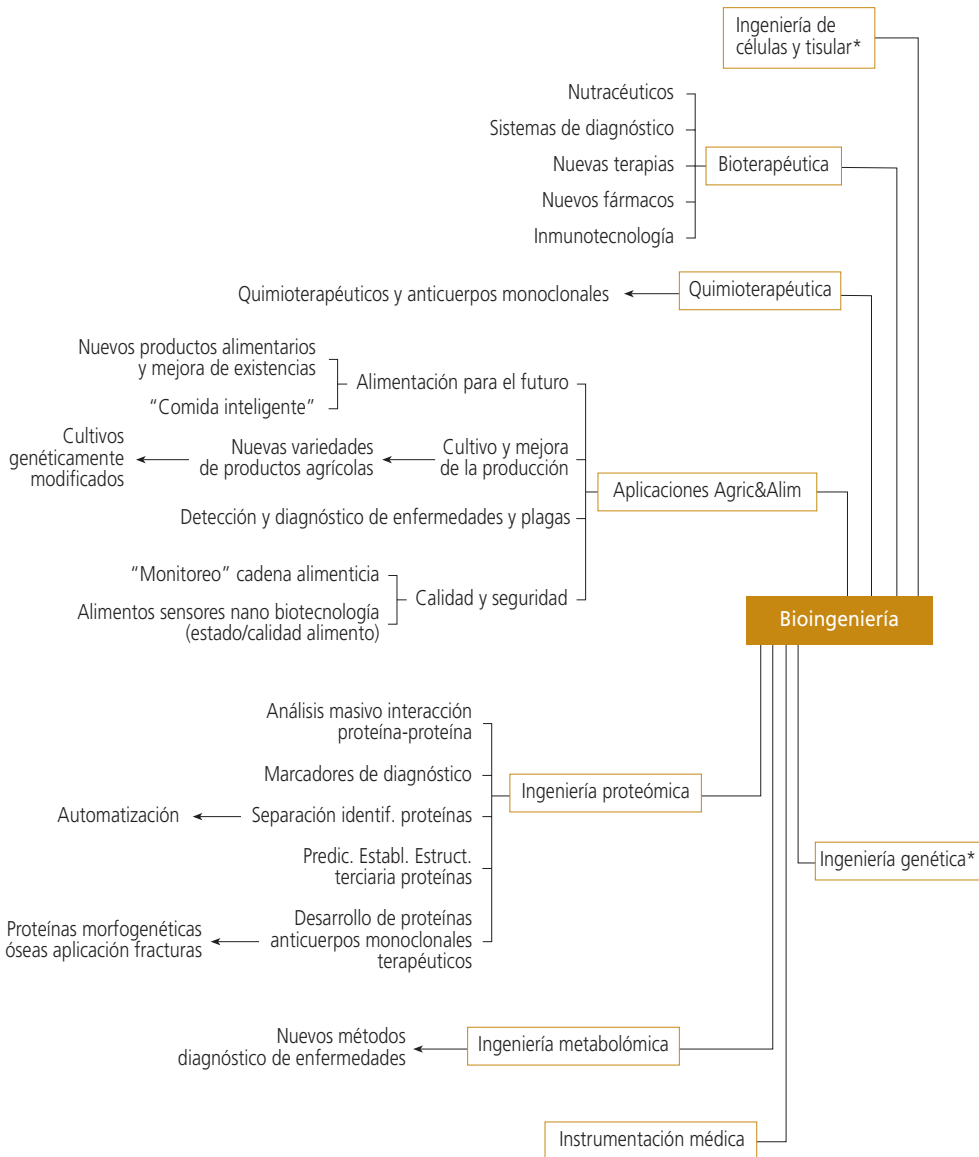 Ingeniería de
células y tisular*
Nutracéuticos
Sistemas de diagnóstico
Nuevas terapias
Bioterapéutica
Nuevos fármacos
Inmunotecnología
Quimioterapéuticos y anticuerpos monoclonales
Quimioterapéutica
Nuevos productos alimentarios
y mejora de existencias
Alimentación para el futuro
“Comida inteligente”
Cultivos
genéticamente
modificados
Nuevas variedades
de productos agrícolas
Cultivo y mejora
de la producción
Aplicaciones Agric&Alim
Detección y diagnóstico de enfermedades y plagas
“Monitoreo” cadena alimenticia
Calidad y seguridad
Alimentos sensores nano biotecnología
(estado/calidad alimento)
Bioingeniería
Análisis masivo interacción
proteína-proteína
Marcadores de diagnóstico
Ingeniería proteómica
Automatización
Separación identif. proteínas
Predic. Establ. Estruct.
terciaria proteínas
Ingeniería genética*
Proteínas morfogenéticas
óseas aplicación fracturas
Desarrollo de proteínas
anticuerpos monoclonales
terapéuticos
Nuevos métodos
diagnóstico de enfermedades
Ingeniería metabolómica
Instrumentación médica